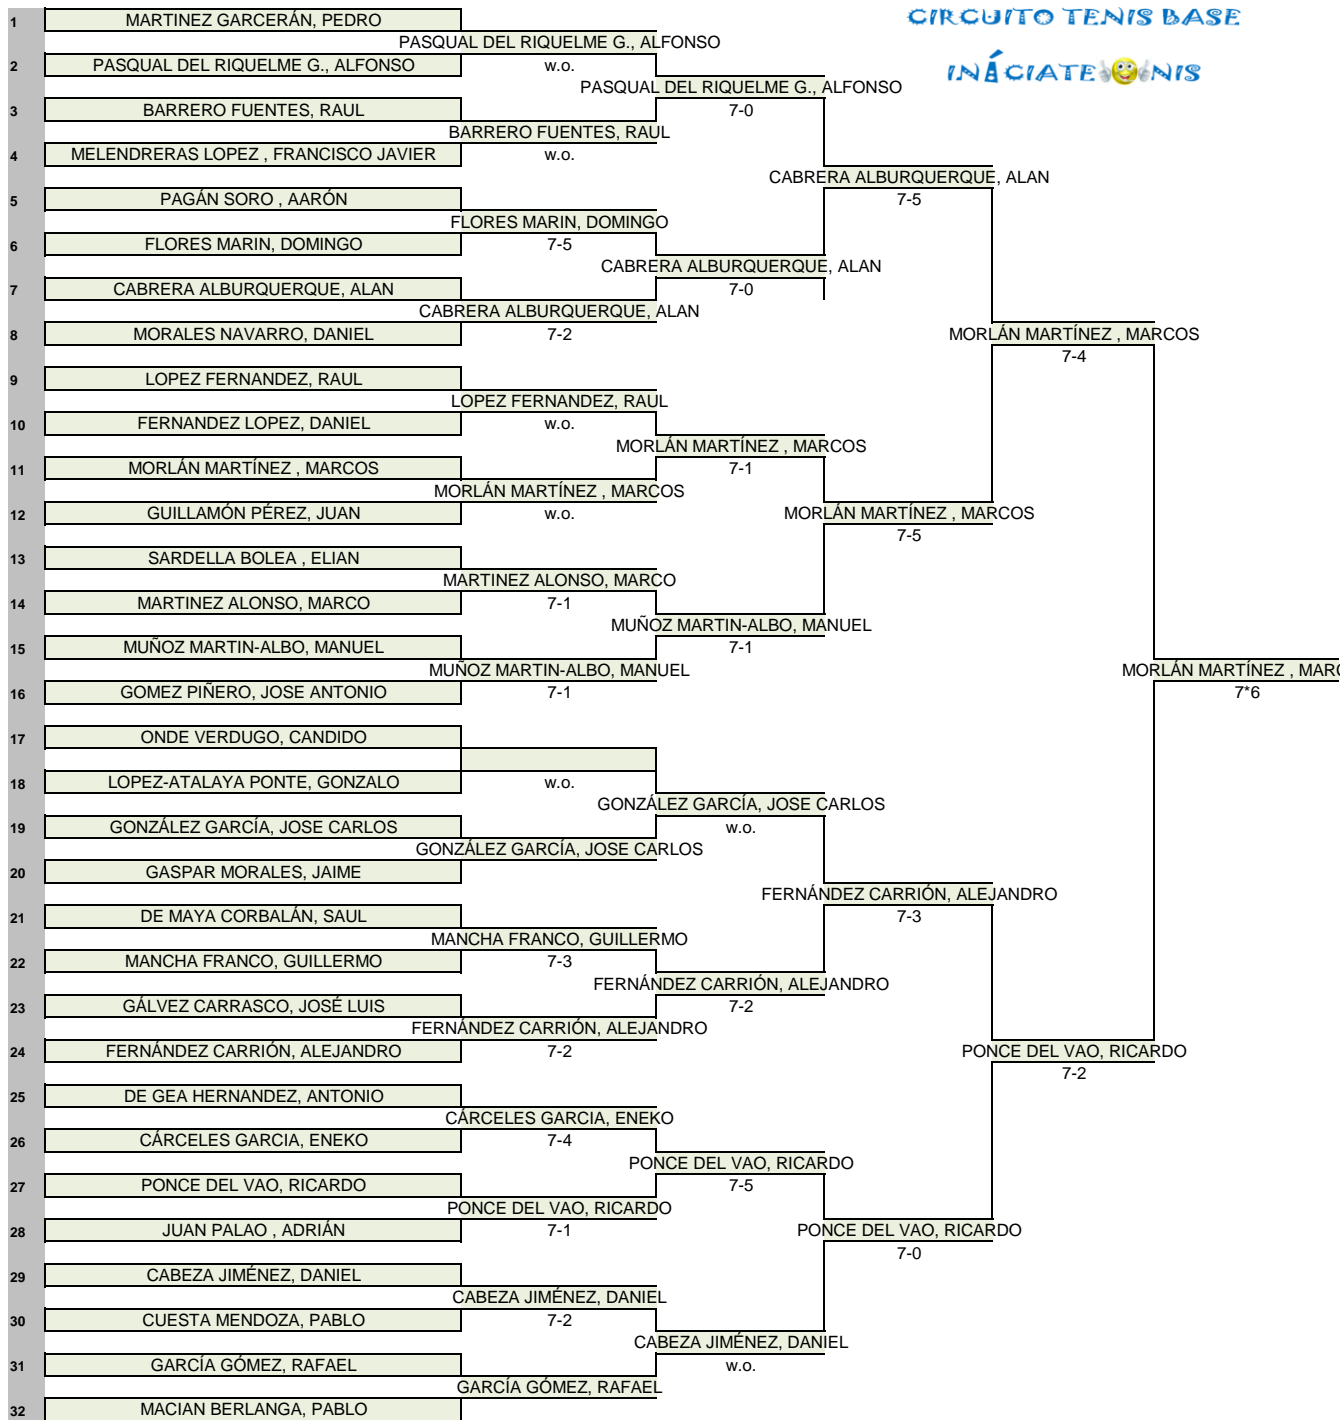 CIRCUITO TENIS BASE
INÍCIATE NIS
1 MARTINEZ GARCERÁN, PEDRO
PASQUAL DEL RIQUELME G., ALFONSO
2 PASQUAL DEL RIQUELME G., ALFONSO w.o.
PASQUAL DEL RIQUELME G., ALFONSO
3 BARRERO FUENTES, RAUL 7-0
BARRERO FUENTES, RAUL
4 MELENDRERAS LOPEZ , FRANCISCO JAVIER w.o.
CABRERA ALBURQUERQUE, ALAN
5 PAGÁN SORO , AARÓN 7-5
FLORES MARIN, DOMINGO
6 FLORES MARIN, DOMINGO 7-5
CABRERA ALBURQUERQUE, ALAN
7 CABRERA ALBURQUERQUE, ALAN 7-0
CABRERA ALBURQUERQUE, ALAN
8 MORALES NAVARRO, DANIEL 7-2 MORLÁN MARTÍNEZ , MARCOS
7-4
9 LOPEZ FERNANDEZ, RAUL
LOPEZ FERNANDEZ, RAUL
10 FERNANDEZ LOPEZ, DANIEL w.o.
MORLÁN MARTÍNEZ , MARCOS
11 MORLÁN MARTÍNEZ , MARCOS 7-1
MORLÁN MARTÍNEZ , MARCOS
12 GUILLAMÓN PÉREZ, JUAN w.o. MORLÁN MARTÍNEZ , MARCOS
7-5
13 SARDELLA BOLEA , ELIAN
MARTINEZ ALONSO, MARCO
14 MARTINEZ ALONSO, MARCO 7-1
MUÑOZ MARTIN-ALBO, MANUEL
15 MUÑOZ MARTIN-ALBO, MANUEL 7-1
MUÑOZ MARTIN-ALBO, MANUEL MORLÁN MARTÍNEZ , MARC
16 GOMEZ PIÑERO, JOSE ANTONIO 7-1 7*6
17 ONDE VERDUGO, CANDIDO
18 LOPEZ-ATALAYA PONTE, GONZALO w.o.
GONZÁLEZ GARCÍA, JOSE CARLOS
19 GONZÁLEZ GARCÍA, JOSE CARLOS w.o.
GONZÁLEZ GARCÍA, JOSE CARLOS
20 GASPAR MORALES, JAIME
FERNÁNDEZ CARRIÓN, ALEJANDRO
21 DE MAYA CORBALÁN, SAUL 7-3
MANCHA FRANCO, GUILLERMO
22 MANCHA FRANCO, GUILLERMO 7-3
FERNÁNDEZ CARRIÓN, ALEJANDRO
23 GÁLVEZ CARRASCO, JOSÉ LUIS 7-2
FERNÁNDEZ CARRIÓN, ALEJANDRO
24 FERNÁNDEZ CARRIÓN, ALEJANDRO 7-2 PONCE DEL VAO, RICARDO
7-2
25 DE GEA HERNANDEZ, ANTONIO
CÁRCELES GARCIA, ENEKO
26 CÁRCELES GARCIA, ENEKO 7-4
PONCE DEL VAO, RICARDO
27 PONCE DEL VAO, RICARDO 7-5
PONCE DEL VAO, RICARDO
28 JUAN PALAO , ADRIÁN 7-1 PONCE DEL VAO, RICARDO
7-0
29 CABEZA JIMÉNEZ, DANIEL
CABEZA JIMÉNEZ, DANIEL
30 CUESTA MENDOZA, PABLO 7-2
CABEZA JIMÉNEZ, DANIEL
31 GARCÍA GÓMEZ, RAFAEL w.o.
GARCÍA GÓMEZ, RAFAEL
32 MACIAN BERLANGA, PABLO